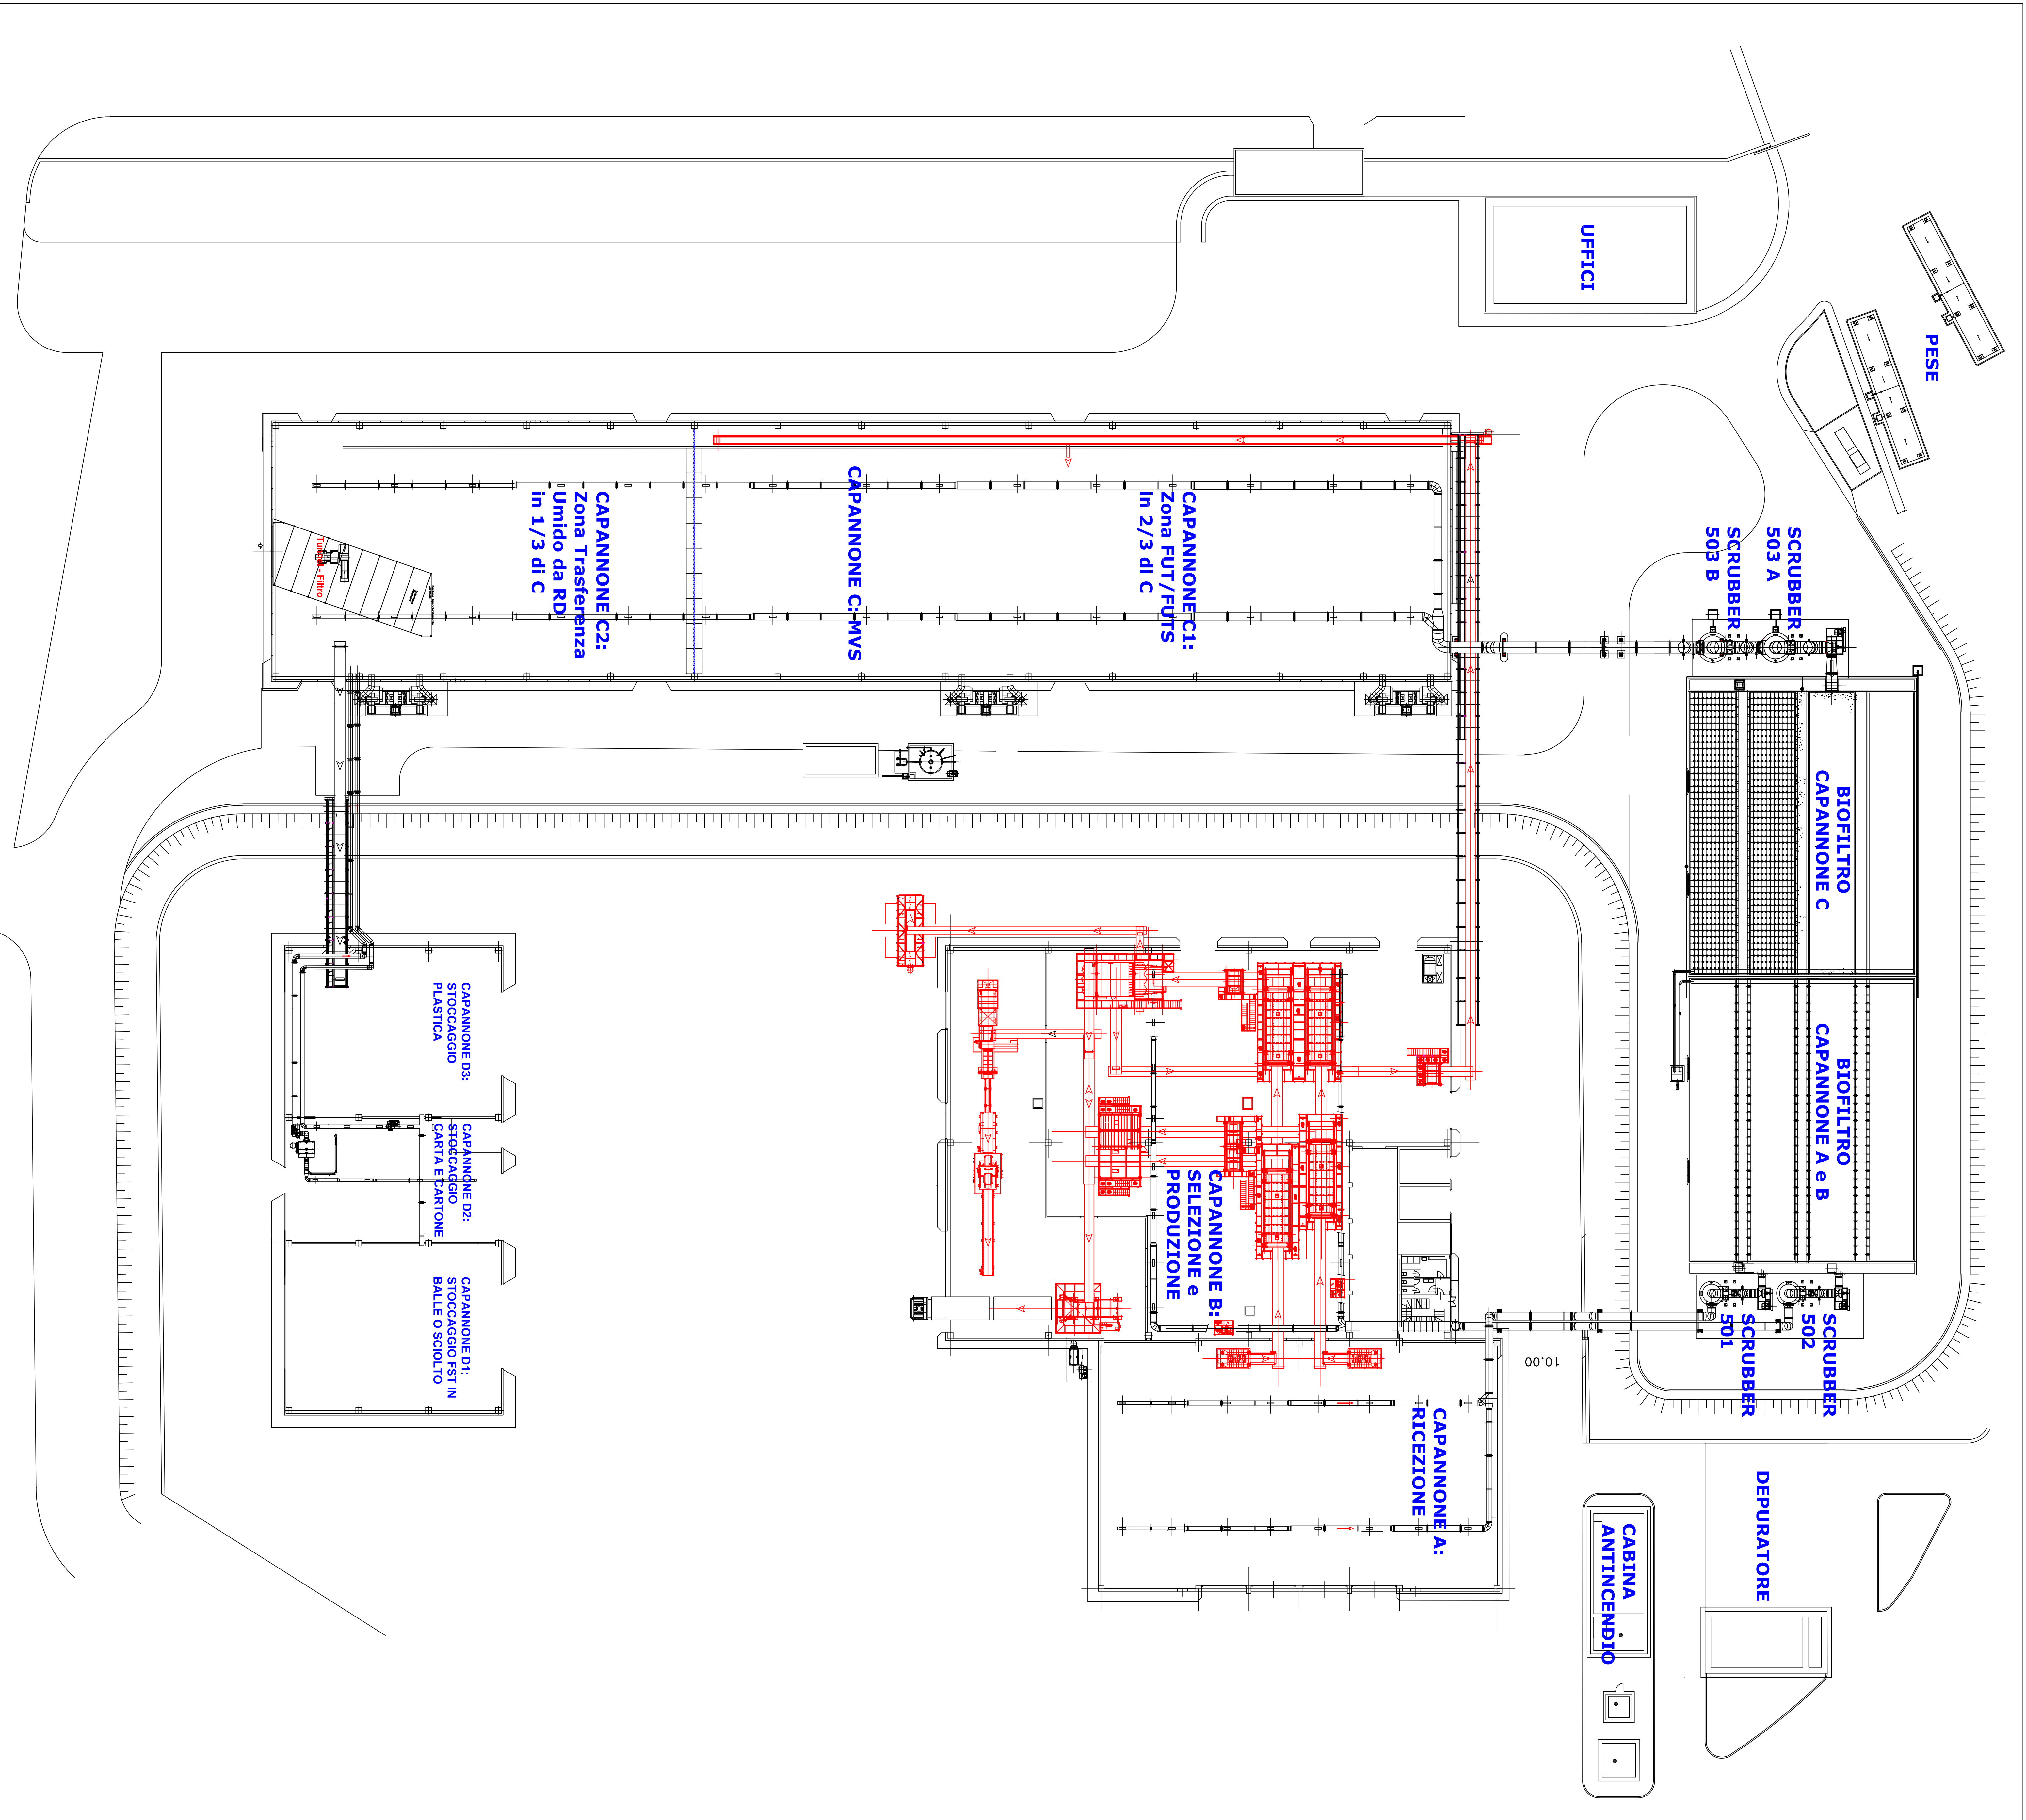 UFFICI
PESE
CAPANNONE C2:
Zona Trasferenza
Umido da RD
in 1/3 di C
CAPANNONE C: MVS
CAPANNONE C1:
Zona FUT/FUTS
in 2/3 di C
SCRUBBER
503 B
SCRUBBER
503 A
BIOFILTRO
CAPANNONE C
BIOFILTRO
CAPANNONE A e B
SCRUBBER
501
SCRUBBER
502
CAPANNONE D3:
STOCCAGGIO
PLASTICA
CAPANNONE D2:
STOCCAGGIO
CARTA E CARTONE
CAPANNONE D1:
STOCCAGGIO FST IN
BALLE O SCIOLTO
CAPANNONE B:
SELEZIONE e
PRODUZIONE
10.00
CAPANNONE A:
RICEZIONE
CABINA
ANTINCENDIO
DEPURATORE